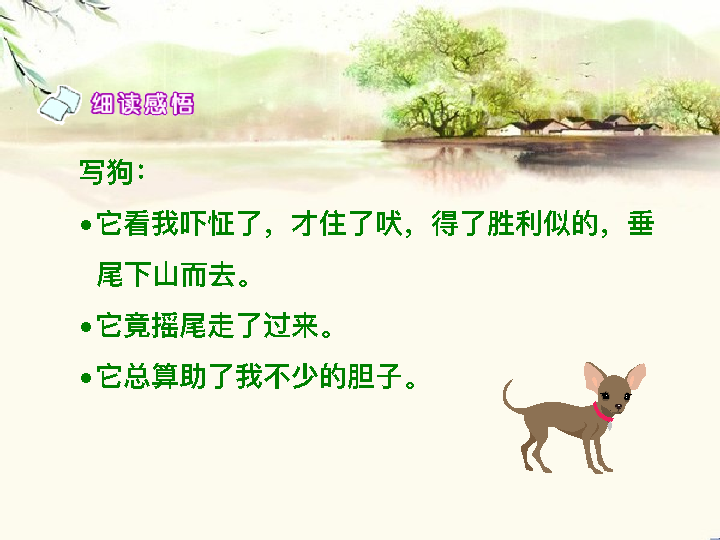 细读感悟
写狗：
•它看我吓怔了，才住了吠，得了胜利似的，垂
尾下山而去。
•它竟摇尾走了过来。
•它总算助了我不少的胆子。